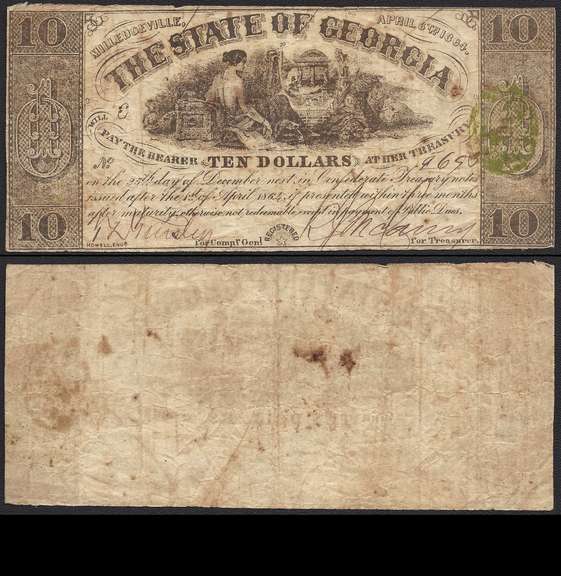 10 MILLEDGEVILLE, APRIL 6TH 1864. 10
THE STATE OF GEORGIA
WILL
PAY THE BEARER TEN DOLLARS AT HER TREASURY
No 9650
on the 25th day of December next in Confederate Treasury notes
issued after the 1st of April 1864, if presented within three months
after maturity, otherwise not redeemable except in payment of Public Dues.
10 10
HOWELL, ENGR. for Compt. Genl REGISTERED for Treasurer.